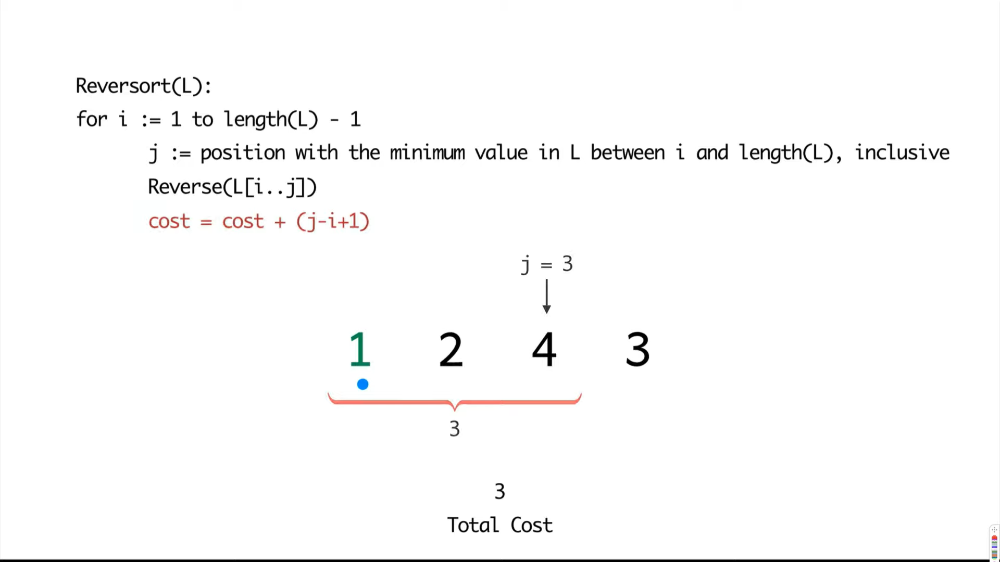 Reversort(L):
for i := 1 to length(L) - 1
j := position with the minimum value in L between i and length(L), inclusive
Reverse(L[i..j])
cost = cost + (j-i+1)
j = 3
1 2 4 3
3
3
Total Cost